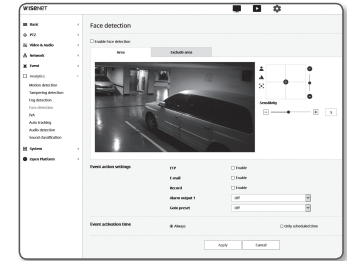 WISENET
Basic
PTZ
Video & Audio
Network
Event
Analytics
Motion detection
Tampering detection
Fog detection
Face detection
IVA
Auto tracking
Audio detection
Sound classification
System
Open Platform
Face detection
Enable face detection
Area
Exclude area
Sensitivity
5
Event action settings
FTP
Enable
E-mail
Enable
Record
Enable
Alarm output 1
Off
Goto preset
Off
Event activation time
Always
Only scheduled time
Apply
Cancel